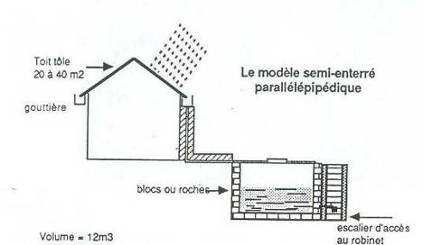 Toit tôle
20 à 40 m2
Le modèle semi-enterré
parallélépipédique
gouttière
blocs ou roches
escalier d'accès
au robinet
Volume = 12m3